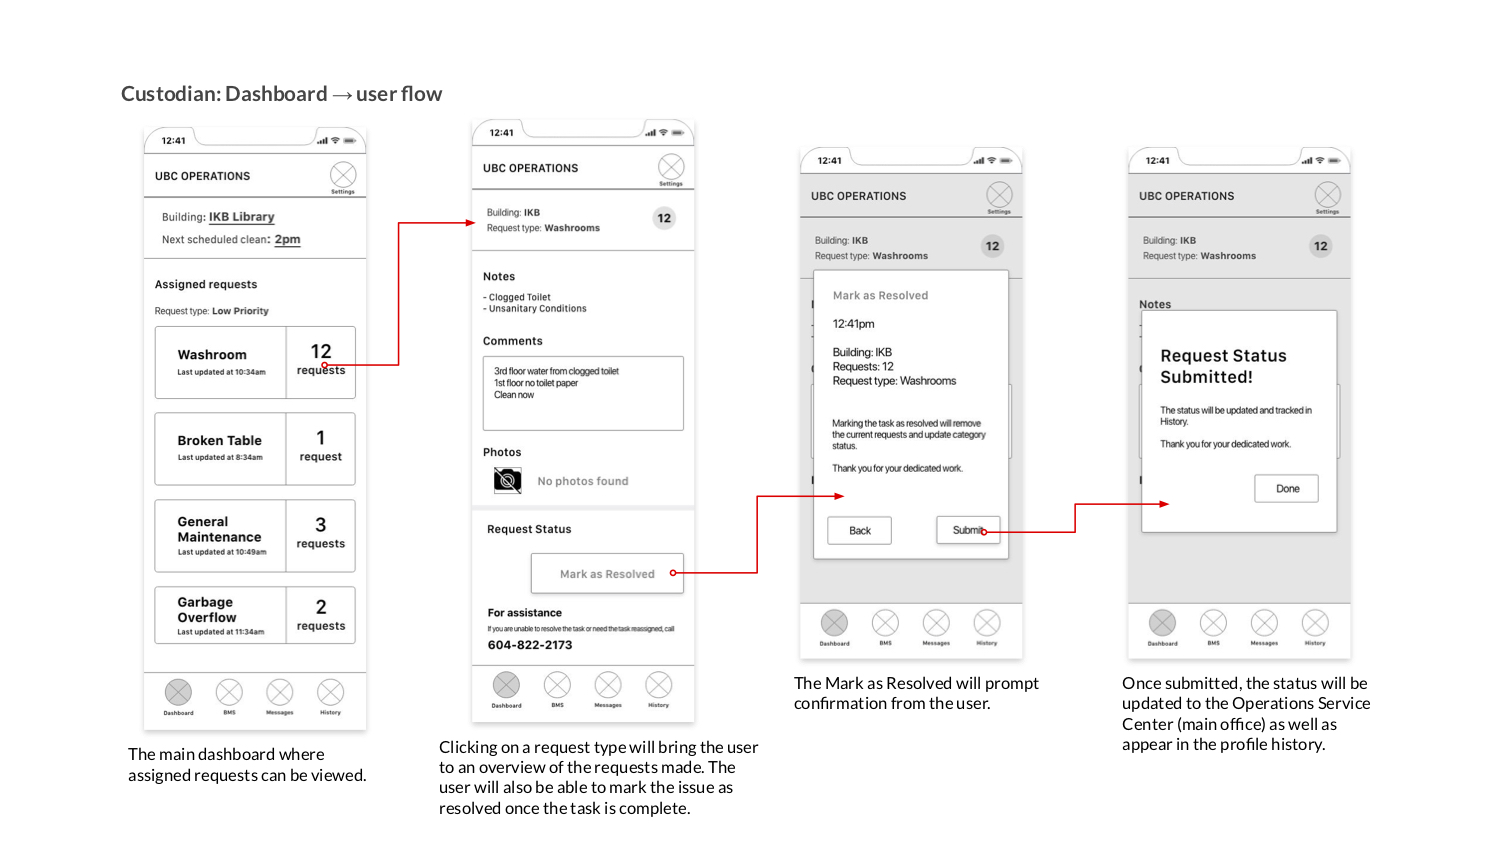 Custodian: Dashboard → user flow
12:41
UBC OPERATIONS
Settings
Building: IKB Library
Next scheduled clean: 2pm
Assigned requests
Request type: Low Priority
Washroom
Last updated at 10:34am
12
requests
Broken Table
Last updated at 8:34am
1
request
General
Maintenance
Last updated at 10:49am
3
requests
Garbage
Overflow
Last updated at 11:34am
2
requests
Dashboard
BMS
Messages
History
The main dashboard where
assigned requests can be viewed.
12:41
UBC OPERATIONS
Settings
Building: IKB
Request type: Washrooms
12
Notes
- Clogged Toilet
- Unsanitary Conditions
Comments
3rd floor water from clogged toilet
1st floor no toilet paper
Clean now
Photos
No photos found
Request Status
Mark as Resolved
For assistance
If you are unable to resolve the task or need the task reassigned, call
604-822-2173
Dashboard
BMS
Messages
History
Clicking on a request type will bring the user
to an overview of the requests made. The
user will also be able to mark the issue as
resolved once the task is complete.
12:41
UBC OPERATIONS
Settings
Building: IKB
Request type: Washrooms
12
Mark as Resolved
12:41pm
Building: IKB
Requests: 12
Request type: Washrooms
Marking the task as resolved will remove
the current requests and update category
status.
Thank you for your dedicated work.
Back
Submit
Dashboard
BMS
Messages
History
The Mark as Resolved will prompt
confirmation from the user.
12:41
UBC OPERATIONS
Settings
Building: IKB
Request type: Washrooms
12
Notes
Request Status
Submitted!
The status will be updated and tracked in
History.
Thank you for your dedicated work.
Done
Dashboard
BMS
Messages
History
Once submitted, the status will be
updated to the Operations Service
Center (main office) as well as
appear in the profile history.